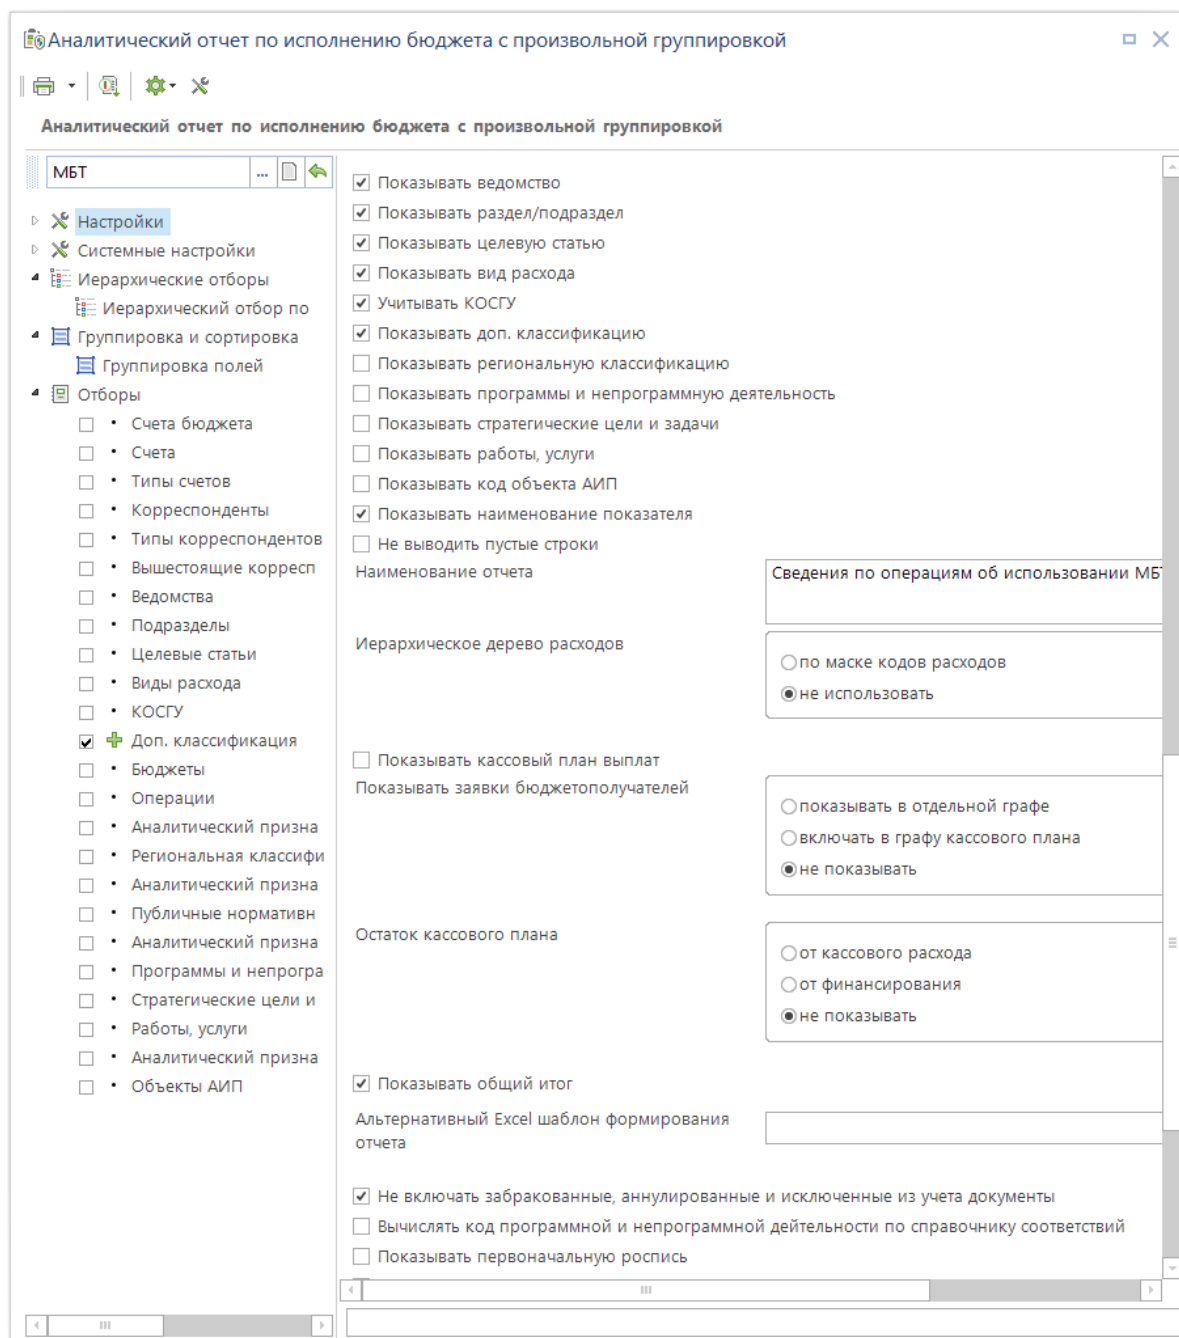 Аналитический отчет по исполнению бюджета с произвольной группировкой
Аналитический отчет по исполнению бюджета с произвольной группировкой
МБТ
...
Настройки
Системные настройки
Иерархические отборы
Иерархический отбор по
Группировка и сортировка
Группировка полей
Отборы
Счета бюджета
Счета
Типы счетов
Корреспонденты
Типы корреспондентов
Вышестоящие корресп
Ведомства
Подразделы
Целевые статьи
Виды расхода
КОСГУ
Доп. классификация
Бюджеты
Операции
Аналитический призна
Региональная классифи
Аналитический призна
Публичные нормативн
Аналитический призна
Программы и непрогра
Стратегические цели и
Работы, услуги
Аналитический призна
Объекты АИП
Показывать ведомство
Показывать раздел/подраздел
Показывать целевую статью
Показывать вид расхода
Учитывать КОСГУ
Показывать доп. классификацию
Показывать региональную классификацию
Показывать программы и непрограммную деятельность
Показывать стратегические цели и задачи
Показывать работы, услуги
Показывать код объекта АИП
Показывать наименование показателя
Не выводить пустые строки
Наименование отчета
Сведения по операциям об использовании МБТ
Иерархическое дерево расходов
по маске кодов расходов
не использовать
Показывать кассовый план выплат
Показывать заявки бюджетополучателей
показывать в отдельной графе
включать в графу кассового плана
не показывать
Остаток кассового плана
от кассового расхода
от финансирования
не показывать
Показывать общий итог
Альтернативный Excel шаблон формирования
отчета
Не включать забракованные, аннулированные и исключенные из учета документы
Вычислять код программной и непрограммной дейтельности по справочнику соответствий
Показывать первоначальную роспись